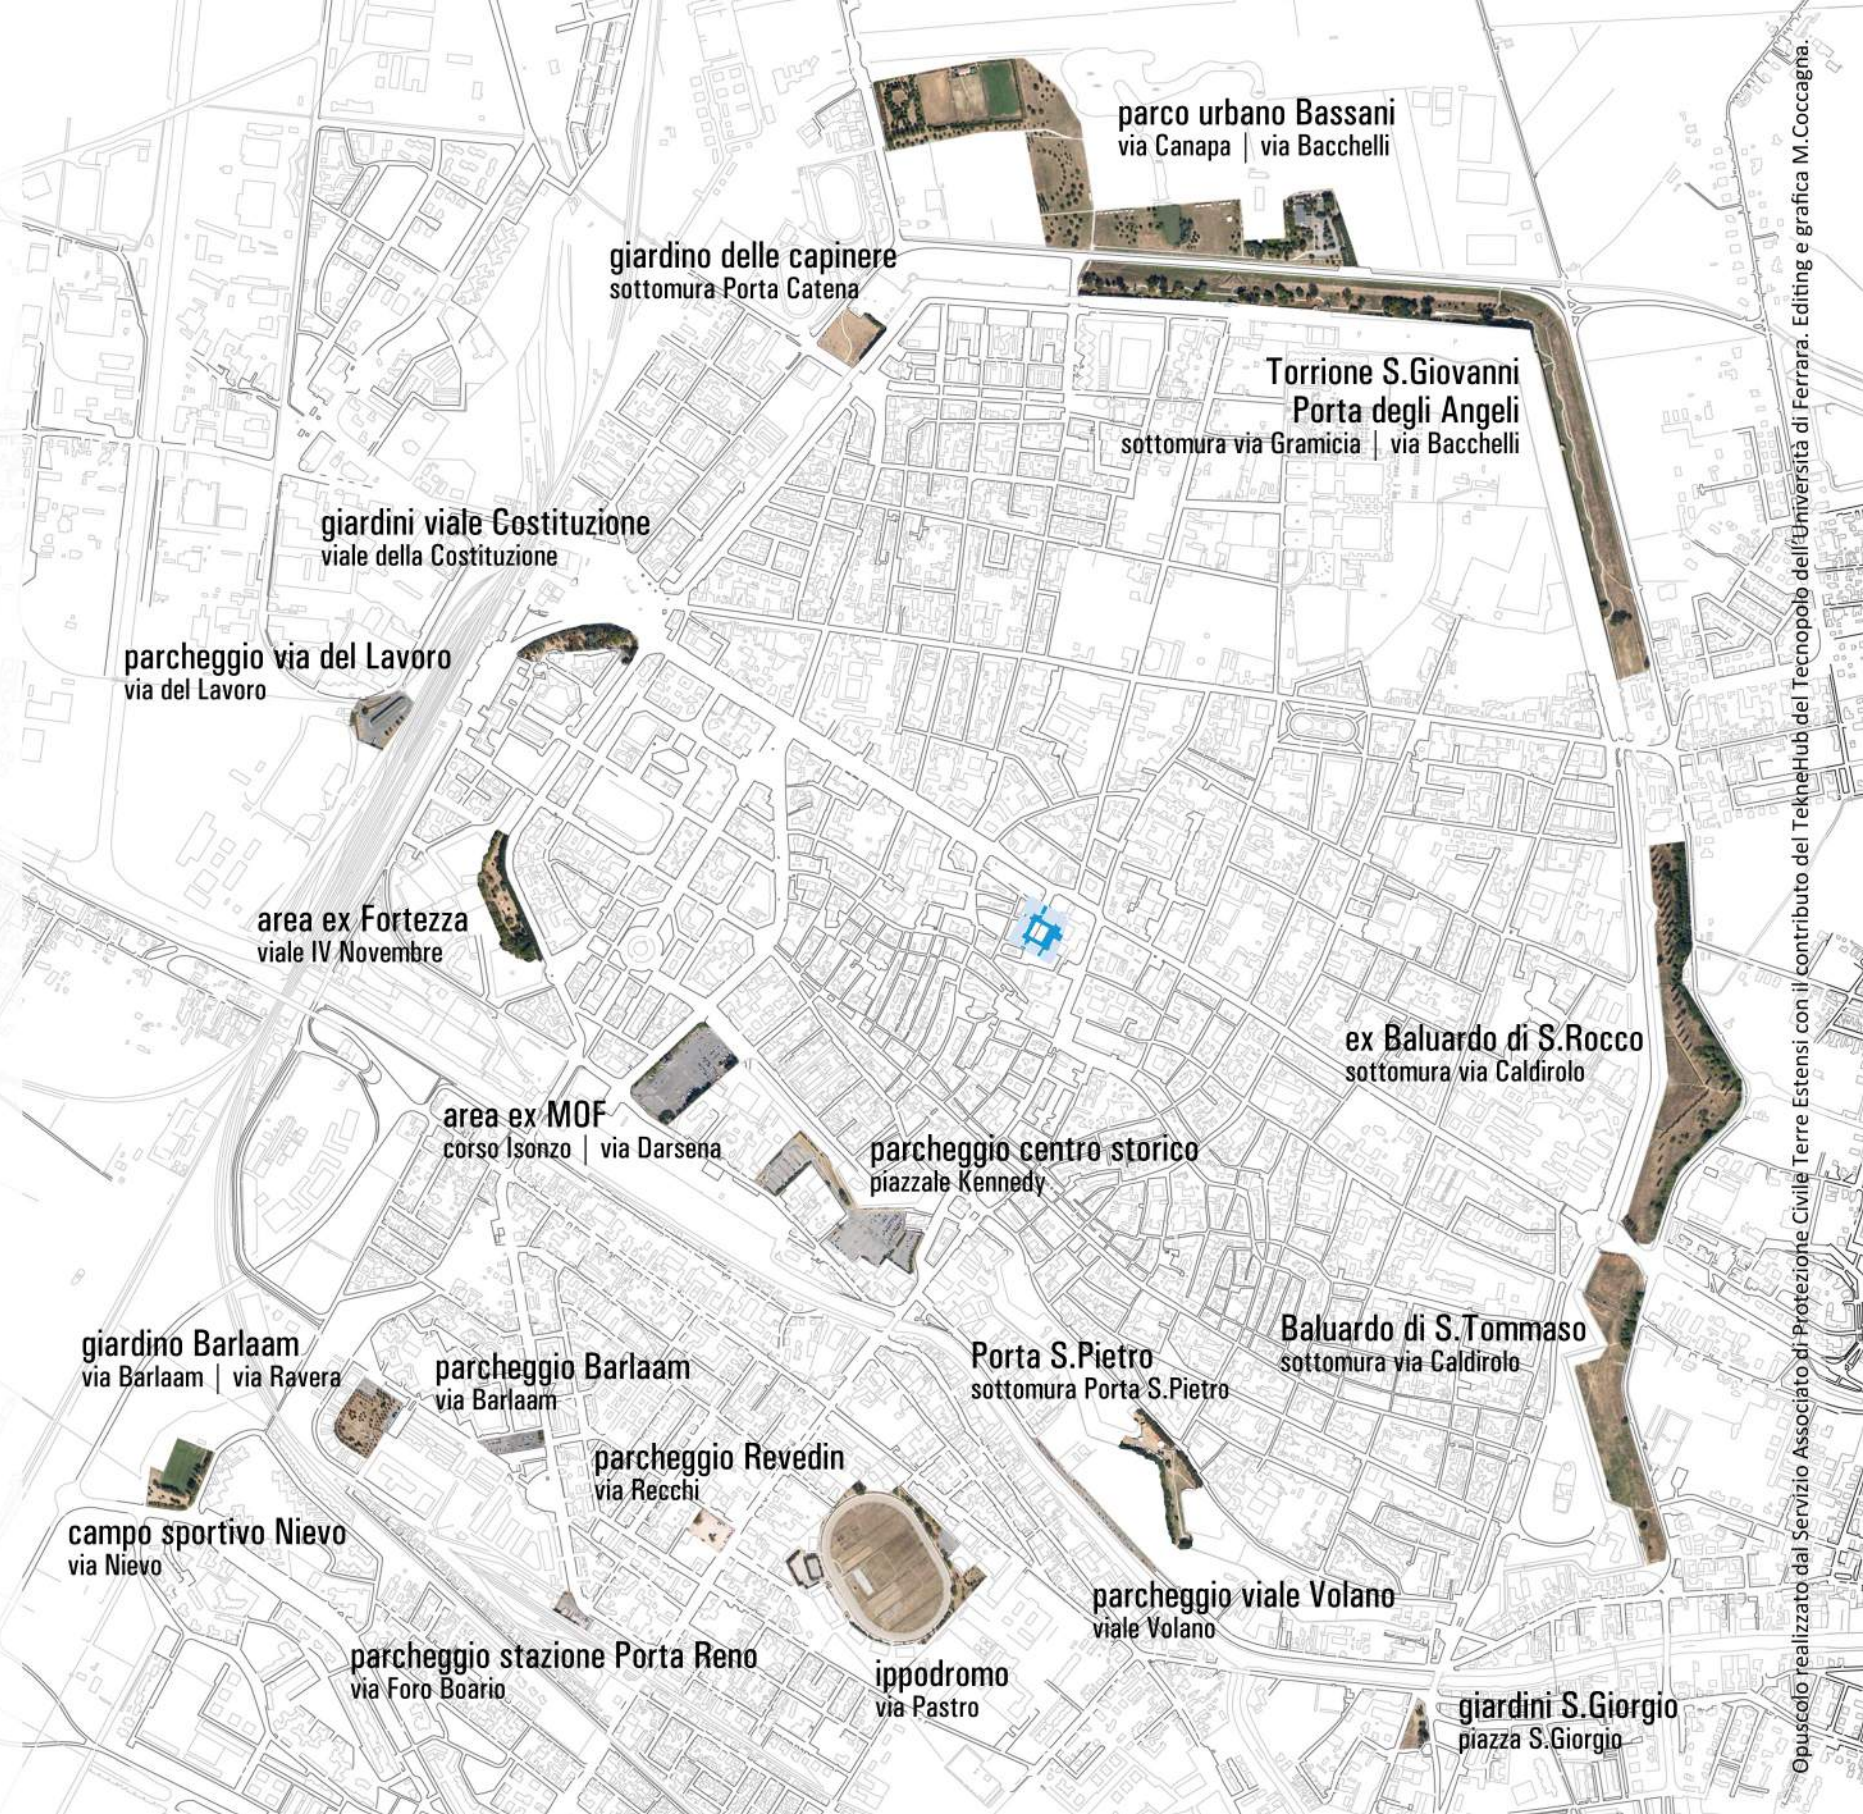 parco urbano Bassani
via Canapa | via Bacchelli
giardino delle capinere
sottomura Porta Catena
Torrione S.Giovanni
Porta degli Angeli
sottomura via Gramicia | via Bacchelli
giardini viale Costituzione
viale della Costituzione
parcheggio via del Lavoro
via del Lavoro
area ex Fortezza
viale IV Novembre
ex Baluardo di S.Rocco
sottomura via Caldirolo
area ex MOF
corso Isonzo | via Darsena
parcheggio centro storico
piazzale Kennedy
giardino Barlaam
via Barlaam | via Ravera
parcheggio Barlaam
via Barlaam
Porta S.Pietro
sottomura Porta S.Pietro
Baluardo di S.Tommaso
sottomura via Caldirolo
parcheggio Revedin
via Recchi
campo sportivo Nievo
via Nievo
parcheggio viale Volano
viale Volano
parcheggio stazione Porta Reno
via Foro Boario
ippodromo
via Pastro
giardini S.Giorgio
piazza S.Giorgio
Opuscolo realizzato dal Servizio Associato di Protezione Civile Terre Estensi con il contributo del TekneHub del Tecnopolo dell'Università di Ferrara. Editing e grafica M.Coccagna.